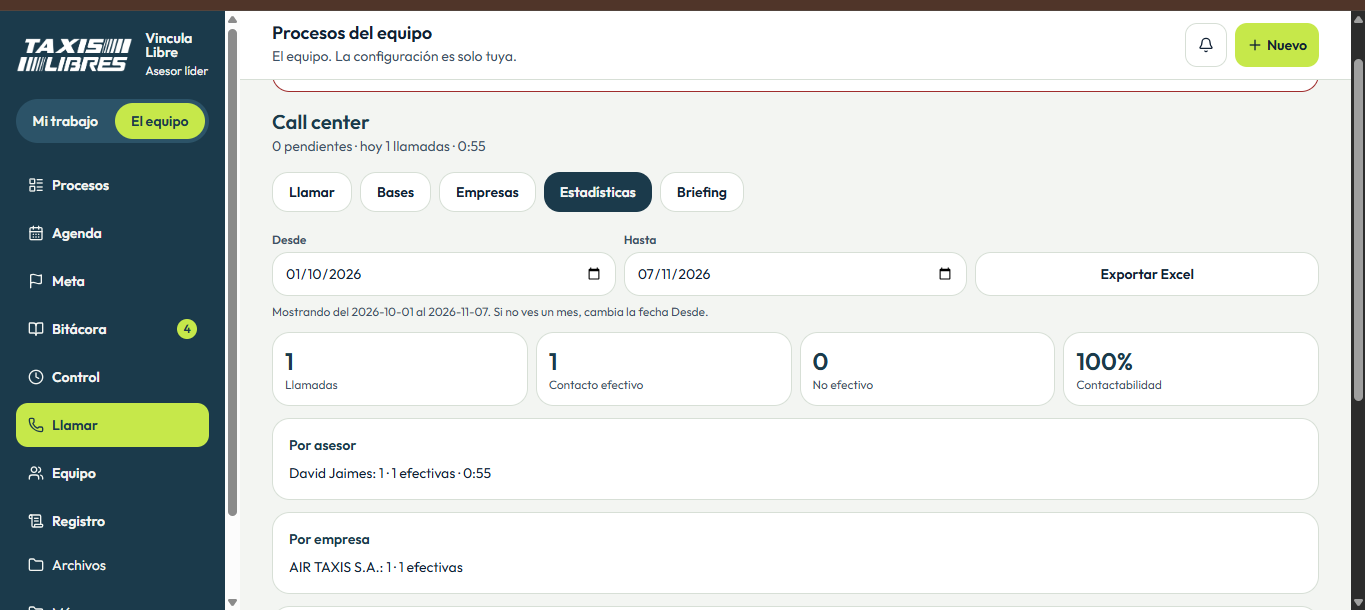 TAXIS
LIBRES
Vincula
Libre
Asesor líder
Mi trabajo
El equipo
Procesos
Agenda
Meta
Bitácora
4
Control
Llamar
Equipo
Registro
Archivos
Procesos del equipo
El equipo. La configuración es solo tuya.
+ Nuevo
Call center
0 pendientes · hoy 1 llamadas · 0:55
Llamar
Bases
Empresas
Estadísticas
Briefing
Desde
Hasta
01/10/2026
07/11/2026
Exportar Excel
Mostrando del 2026-10-01 al 2026-11-07. Si no ves un mes, cambia la fecha Desde.
1
Llamadas
1
Contacto efectivo
0
No efectivo
100%
Contactabilidad
Por asesor
David Jaimes: 1 · 1 efectivas · 0:55
Por empresa
AIR TAXIS S.A.: 1 · 1 efectivas